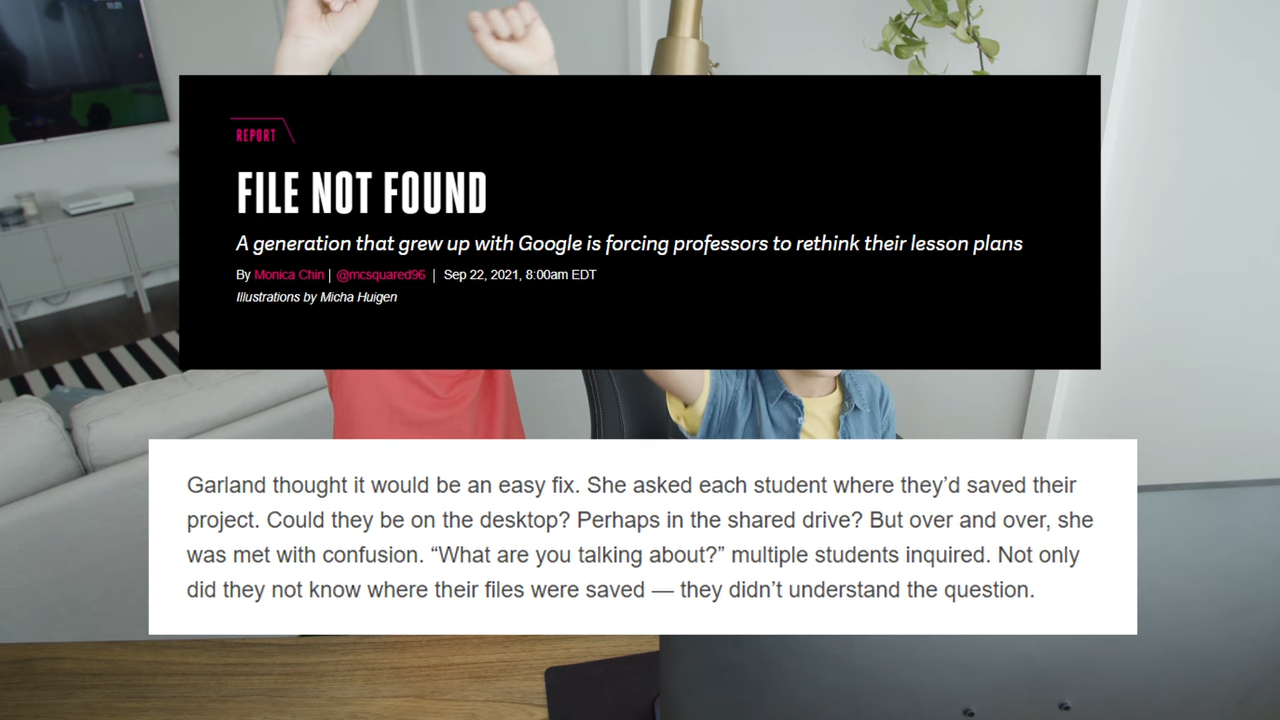 REPORT
FILE NOT FOUND
A generation that grew up with Google is forcing professors to rethink their lesson plans
By Monica Chin | @mcsquared96 | Sep 22, 2021, 8:00am EDT
Illustrations by Micha Huigen
Garland thought it would be an easy fix. She asked each student where they’d saved their
project. Could they be on the desktop? Perhaps in the shared drive? But over and over, she
was met with confusion. “What are you talking about?” multiple students inquired. Not only
did they not know where their files were saved — they didn’t understand the question.